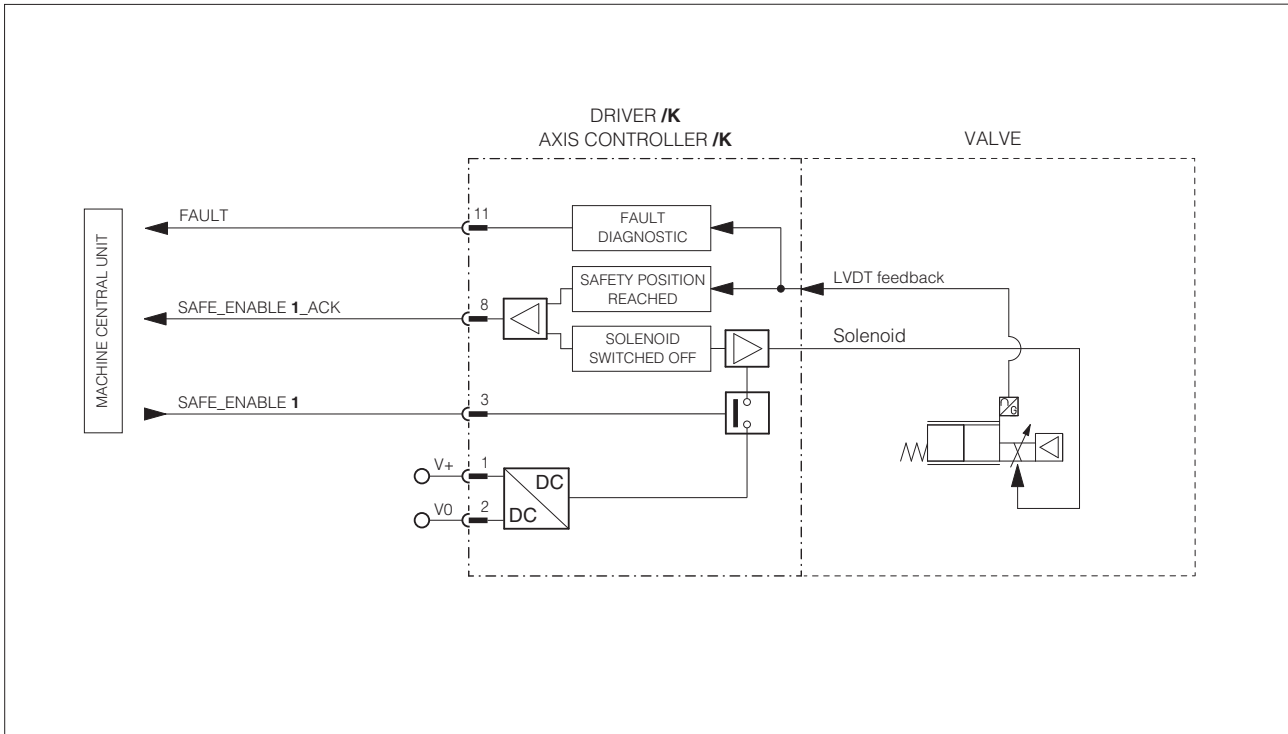 DRIVER /K
AXIS CONTROLLER /K
VALVE
MACHINE CENTRAL UNIT
FAULT
11
FAULT
DIAGNOSTIC
SAFETY POSITION
REACHED
LVDT feedback
SAFE_ENABLE 1_ACK
8
SOLENOID
SWITCHED OFF
Solenoid
SAFE_ENABLE 1
3
G
V+
1
DC
V0
2
DC